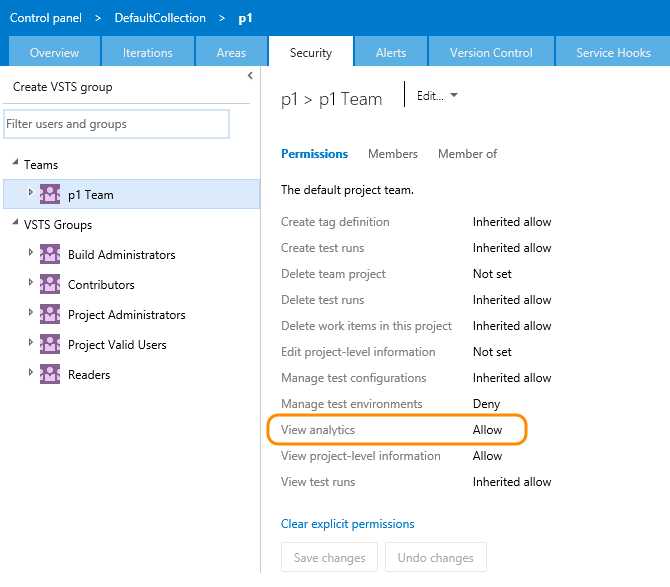 Control panel > DefaultCollection > p1
Overview Iterations Areas Security Alerts Version Control Service Hooks
Create VSTS group
Filter users and groups
Teams
p1 Team
VSTS Groups
Build Administrators
Contributors
Project Administrators
Project Valid Users
Readers
p1 > p1 Team Edit...
Permissions Members Member of
The default project team.
Create tag definition Inherited allow
Create test runs Inherited allow
Delete team project Not set
Delete test runs Inherited allow
Delete work items in this project Inherited allow
Edit project-level information Not set
Manage test configurations Inherited allow
Manage test environments Deny
View analytics Allow
View project-level information Allow
View test runs Inherited allow
Clear explicit permissions
Save changes Undo changes